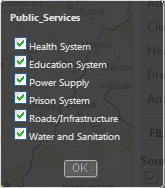 Public_Services
Health System
Education System
Power Supply
Prison System
Roads/Infrastructure
Water and Sanitation
OK